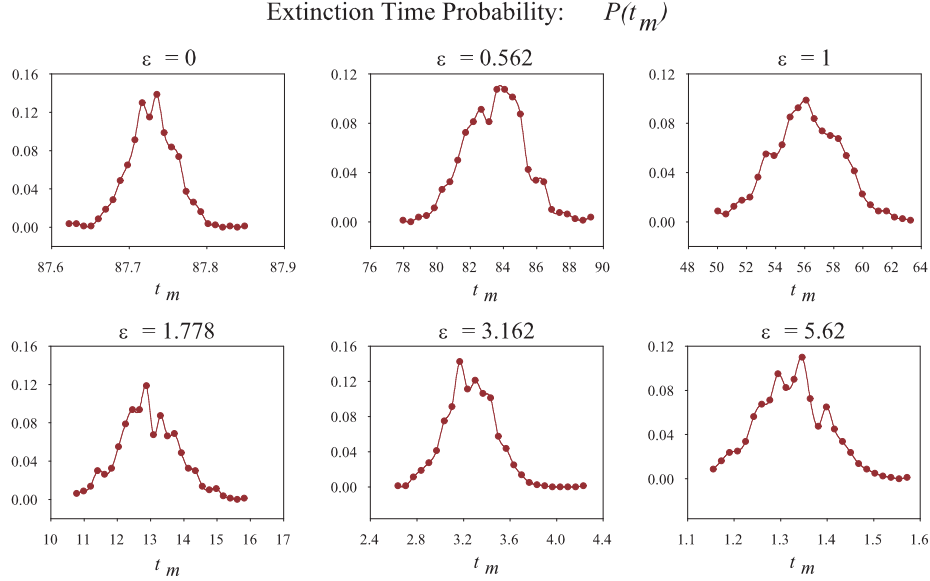 Extinction Time Probability: P(t_m)
ε = 0
ε = 0.562
ε = 1
0.16
0.12
0.08
0.04
0.00
87.6 87.7 87.8 87.9
t_m
0.12
0.08
0.04
0.00
76 78 80 82 84 86 88 90
t_m
0.12
0.08
0.04
0.00
48 50 52 54 56 58 60 62 64
t_m
ε = 1.778
ε = 3.162
ε = 5.62
0.16
0.12
0.08
0.04
0.00
10 11 12 13 14 15 16 17
t_m
0.16
0.12
0.08
0.04
0.00
2.4 2.8 3.2 3.6 4.0 4.4
t_m
0.12
0.08
0.04
0.00
1.1 1.2 1.3 1.4 1.5 1.6
t_m